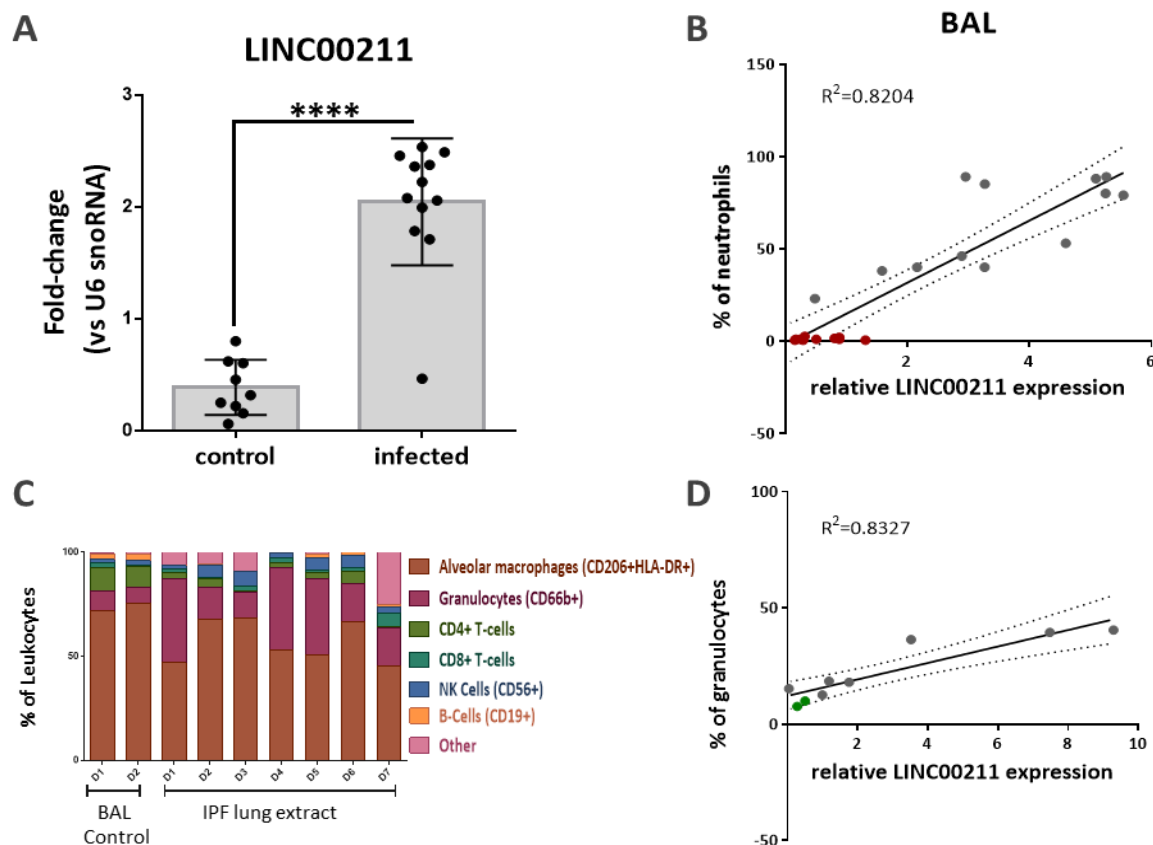 A
LINC00211
3
2
1
0
Fold-change
(vs U6 snoRNA)
****
control
infected
B
BAL
150
100
50
0
-50
R²=0.8204
% of neutrophils
2
4
6
relative LINC00211 expression
C
100
50
0
% of Leukocytes
D1
D2
D1
D2
D3
D4
D5
D6
D7
BAL
Control
IPF lung extract
Alveolar macrophages (CD206+HLA-DR+)
Granulocytes (CD66b+)
CD4+ T-cells
CD8+ T-cells
NK Cells (CD56+)
B-Cells (CD19+)
Other
D
100
50
0
-50
R²=0.8327
% of granulocytes
2
4
6
8
10
relative LINC00211 expression